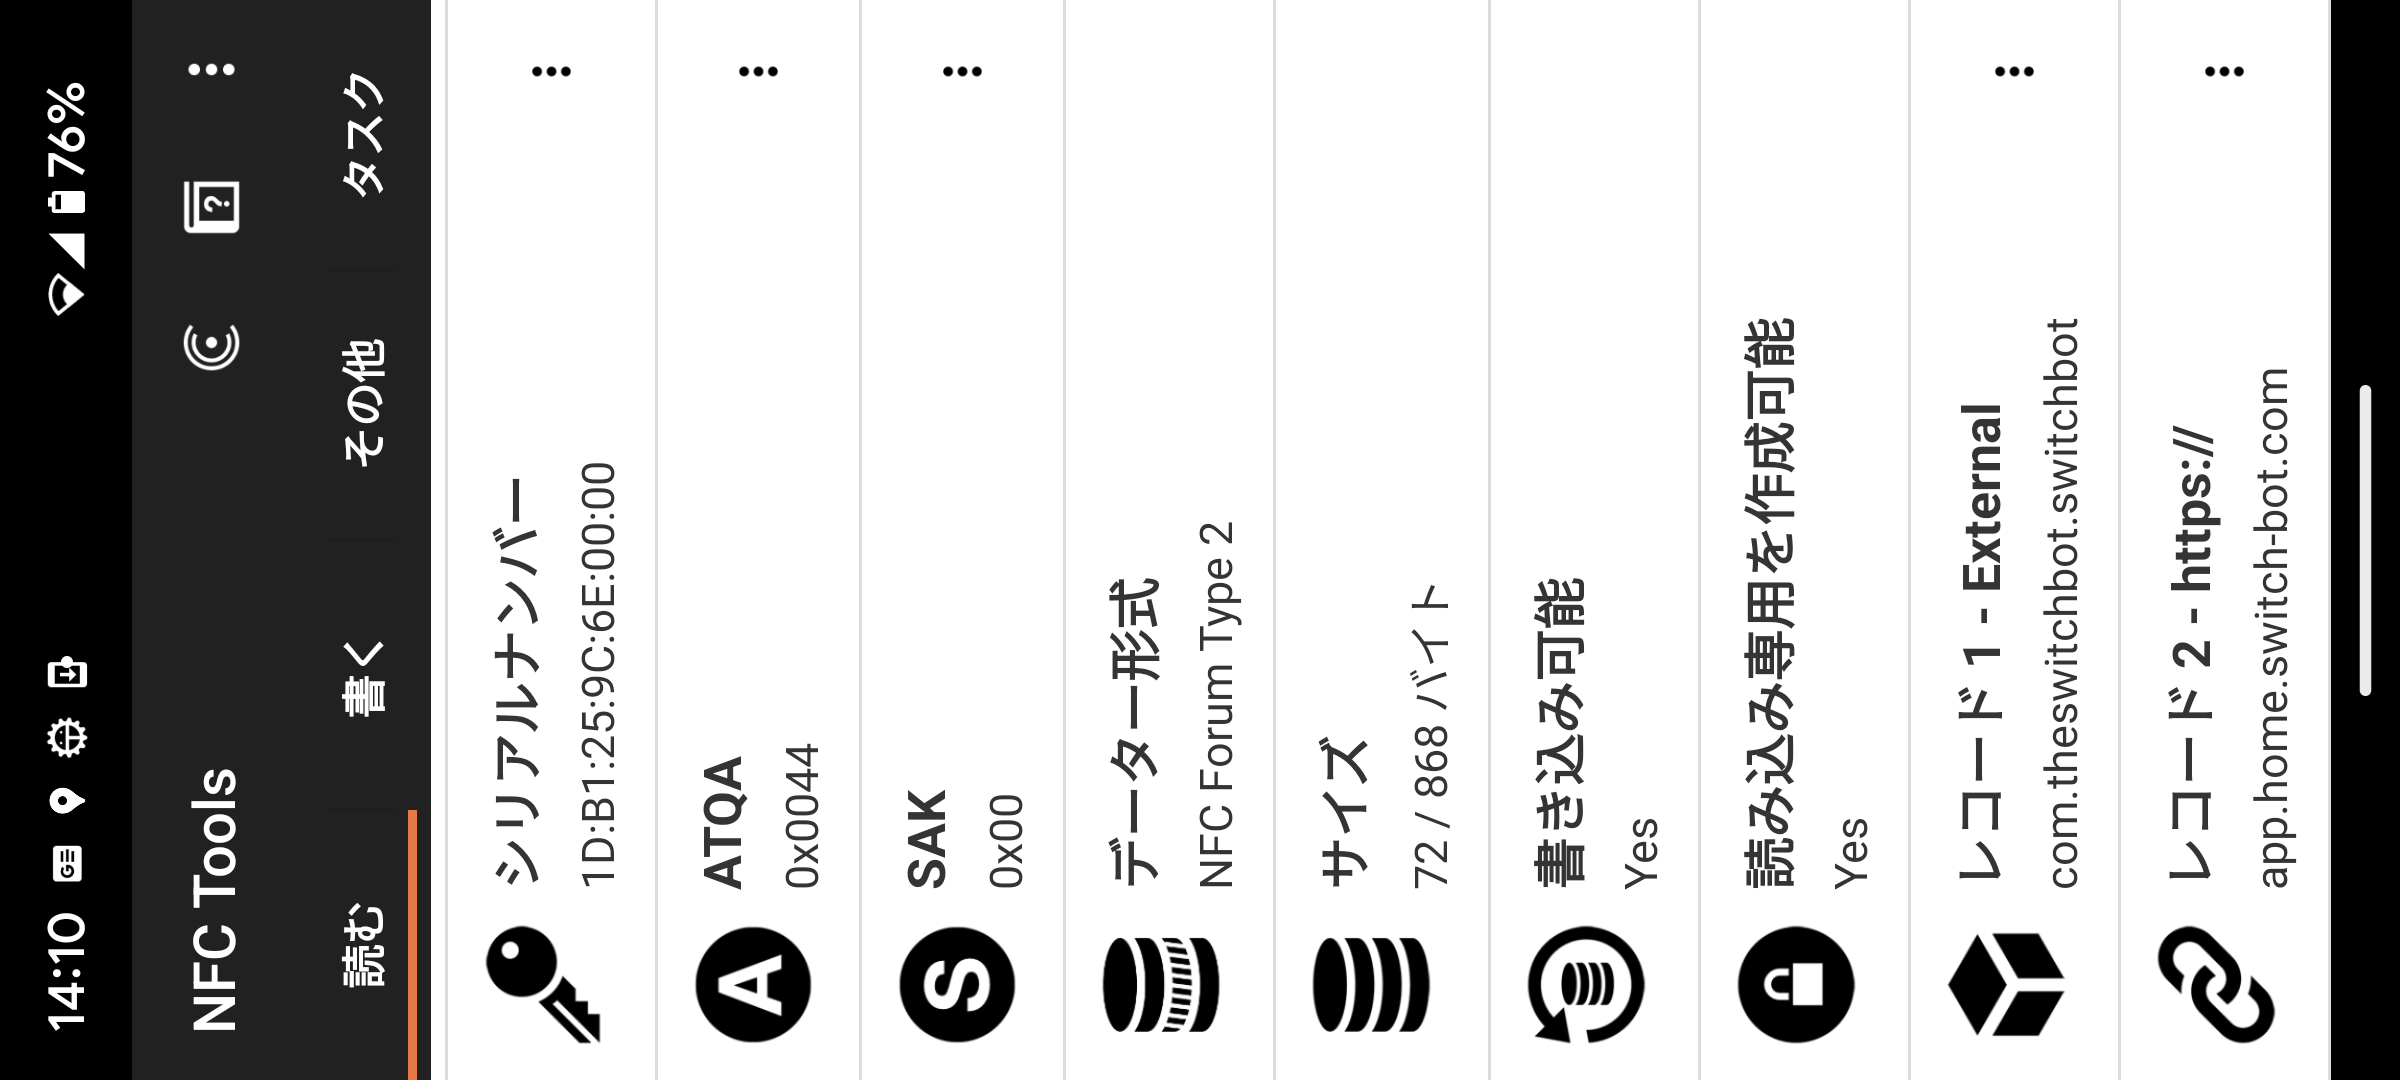 14:10
76%
NFC Tools
読む
書く
その他
タスク
シリアルナンバー
1D:B1:25:9C:6E:00:00
ATQA
0x0044
SAK
0x00
データー形式
NFC Forum Type 2
サイズ
72 / 868 バイト
書き込み可能
Yes
読み込み専用を作成可能
Yes
レコード 1 - External
com.theswitchbot.switchbot
レコード 2 - https://
app.home.switch-bot.com